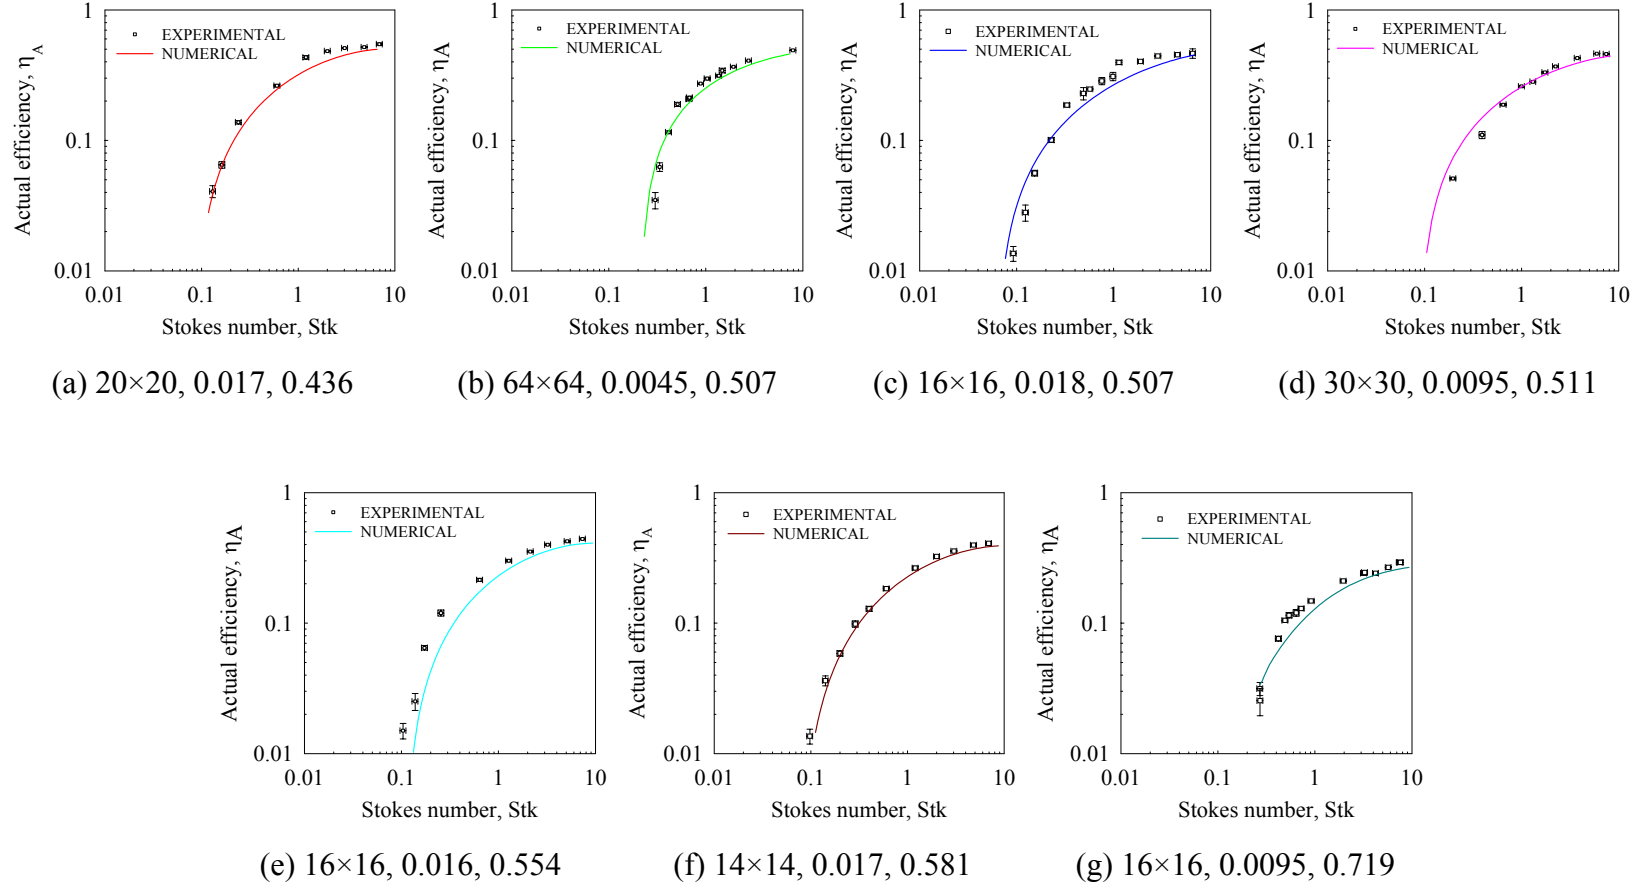 1
0.1
0.01
0.01
0.1
1
10
EXPERIMENTAL
NUMERICAL
Actual efficiency, η_A
Stokes number, Stk
(a) 20×20, 0.017, 0.436
1
0.1
0.01
0.01
0.1
1
10
EXPERIMENTAL
NUMERICAL
Actual efficiency, ηA
Stokes number, Stk
(b) 64×64, 0.0045, 0.507
1
0.1
0.01
0.01
0.1
1
10
EXPERIMENTAL
NUMERICAL
Actual efficiency, ηA
Stokes number, Stk
(c) 16×16, 0.018, 0.507
1
0.1
0.01
0.01
0.1
1
10
EXPERIMENTAL
NUMERICAL
Actual efficiency, ηA
Stokes number, Stk
(d) 30×30, 0.0095, 0.511
1
0.1
0.01
0.01
0.1
1
10
EXPERIMENTAL
NUMERICAL
Actual efficiency, ηA
Stokes number, Stk
(e) 16×16, 0.016, 0.554
1
0.1
0.01
0.01
0.1
1
10
EXPERIMENTAL
NUMERICAL
Actual efficiency, η_A
Stokes number, Stk
(f) 14×14, 0.017, 0.581
1
0.1
0.01
0.01
0.1
1
10
EXPERIMENTAL
NUMERICAL
Actual efficiency, ηA
Stokes number, Stk
(g) 16×16, 0.0095, 0.719